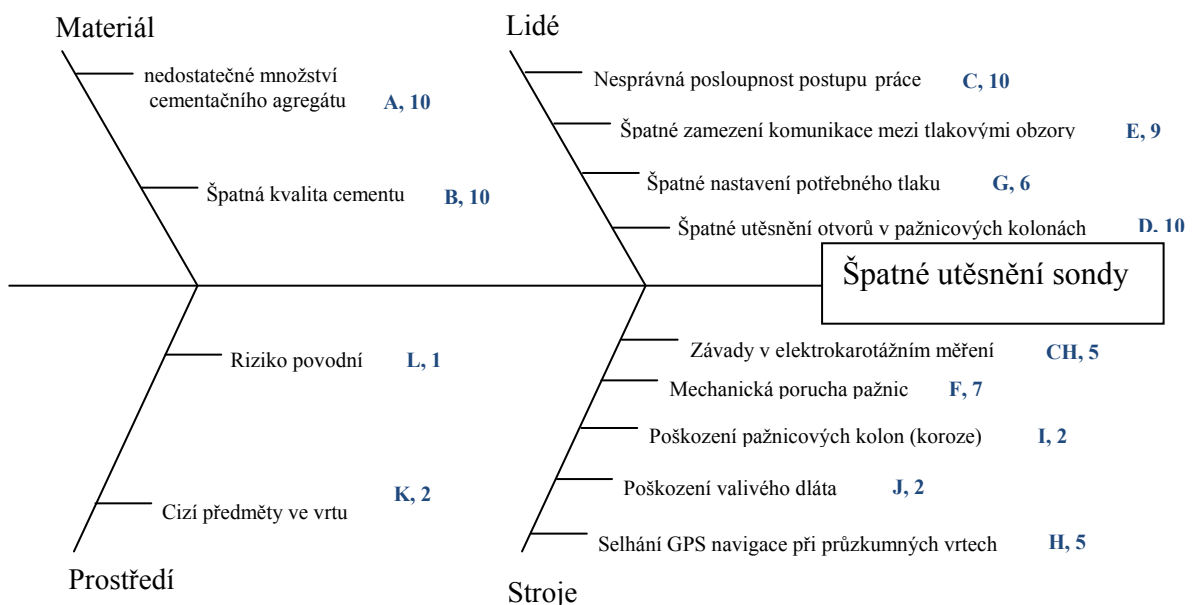 Materiál
nedostatečné množství
cementačního agregátu A, 10
Špatná kvalita cementu B, 10
Lidé
Nesprávná posloupnost postupu práce C, 10
Špatné zamezení komunikace mezi tlakovými obzory E, 9
Špatné nastavení potřebného tlaku G, 6
Špatné utěsnění otvorů v pažnicových kolonách D, 10
Špatné utěsnění sondy
Riziko povodní L, 1
Cizí předměty ve vrtu K, 2
Prostředí
Závady v elektrokarotážním měření CH, 5
Mechanická porucha pažnic F, 7
Poškození pažnicových kolon (koroze) I, 2
Poškození valivého dláta J, 2
Selhání GPS navigace při průzkumných vrtech H, 5
Stroje